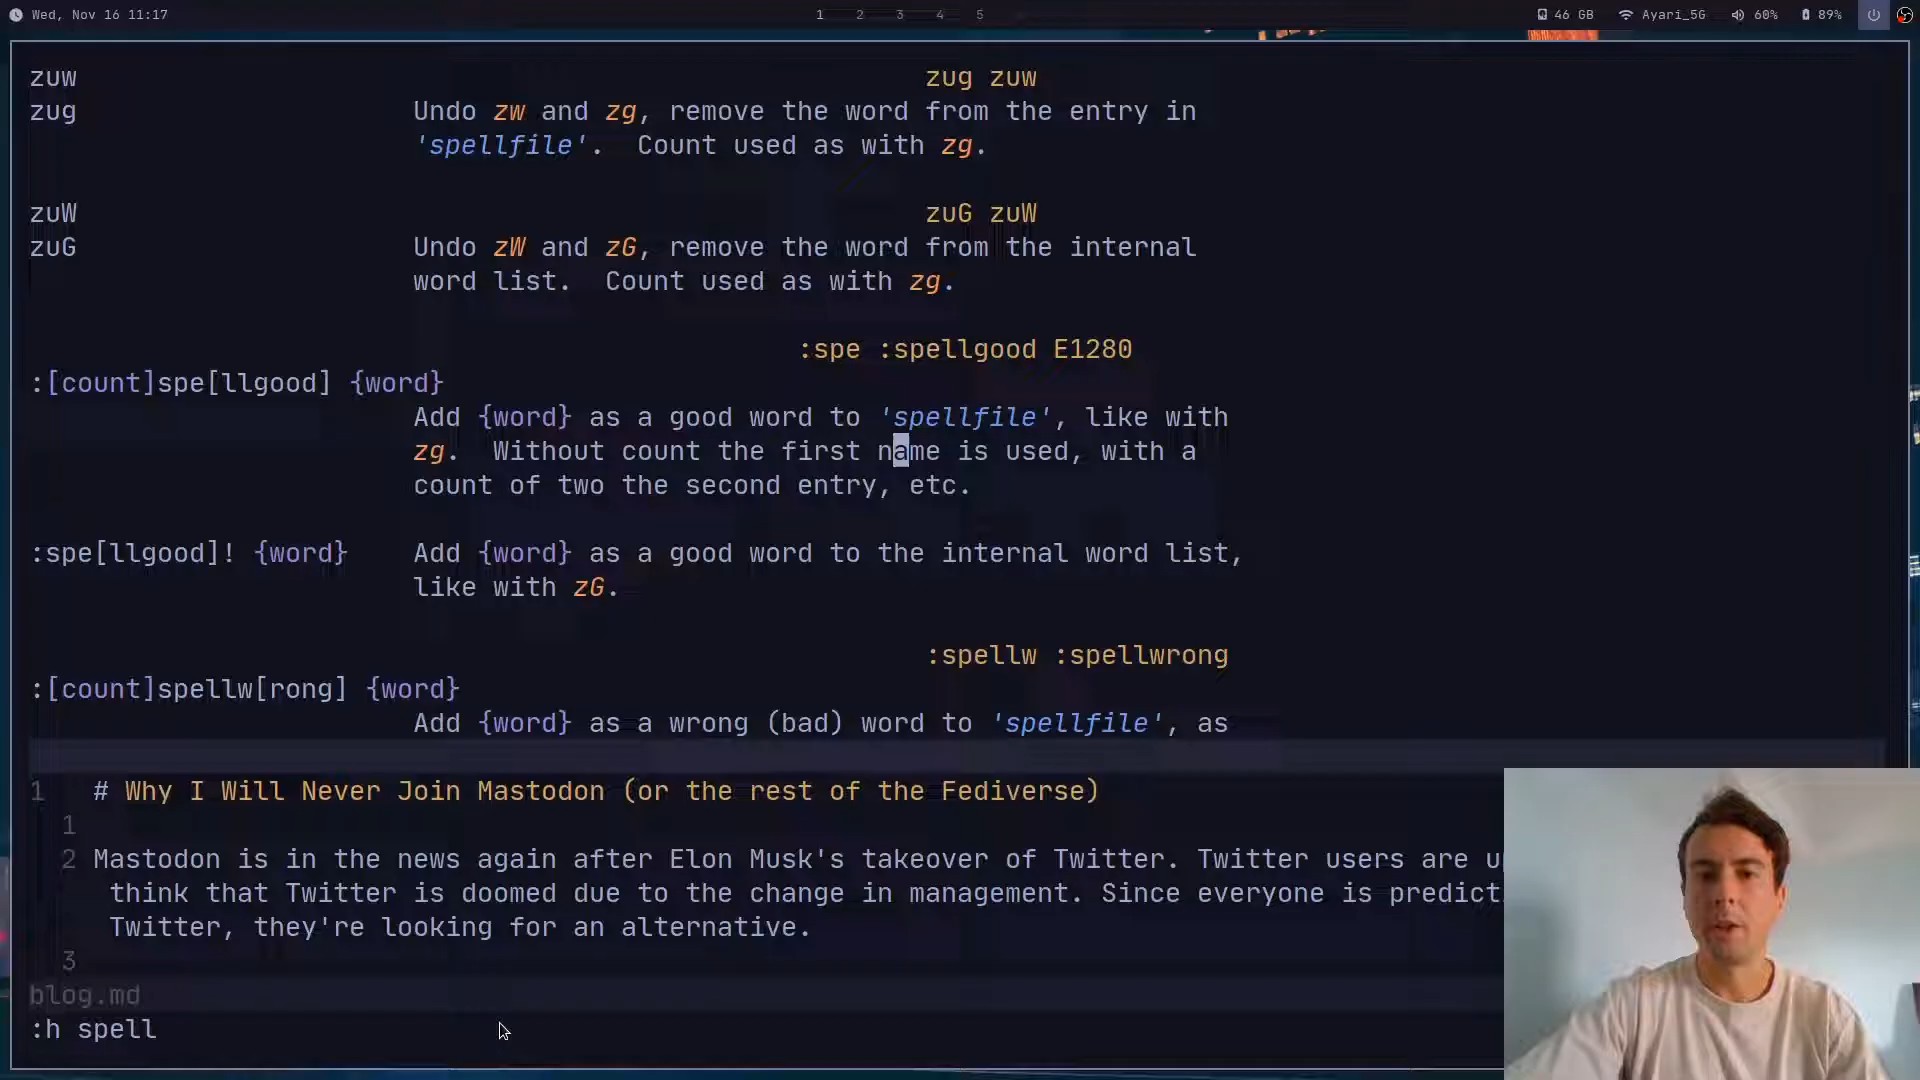 Wed, Nov 16 11:17 1 2 3 4 5 46 GB Ayari_5G 60% 89%
zuw zug zuw
zug Undo zw and zg, remove the word from the entry in
'spellfile'. Count used as with zg.
zuW zuG zuW
zuG Undo zW and zG, remove the word from the internal
word list. Count used as with zg.
:spe :spellgood E1280
:[count]spe[llgood] {word}
Add {word} as a good word to 'spellfile', like with
zg. Without count the first name is used, with a
count of two the second entry, etc.
:spe[llgood]! {word} Add {word} as a good word to the internal word list,
like with zG.
:spellw :spellwrong
:[count]spellw[rong] {word}
Add {word} as a wrong (bad) word to 'spellfile', as
1 # Why I Will Never Join Mastodon (or the rest of the Fediverse)
1
2 Mastodon is in the news again after Elon Musk's takeover of Twitter. Twitter users are
think that Twitter is doomed due to the change in management. Since everyone is
Twitter, they're looking for an alternative.
3
blog.md
:h spell